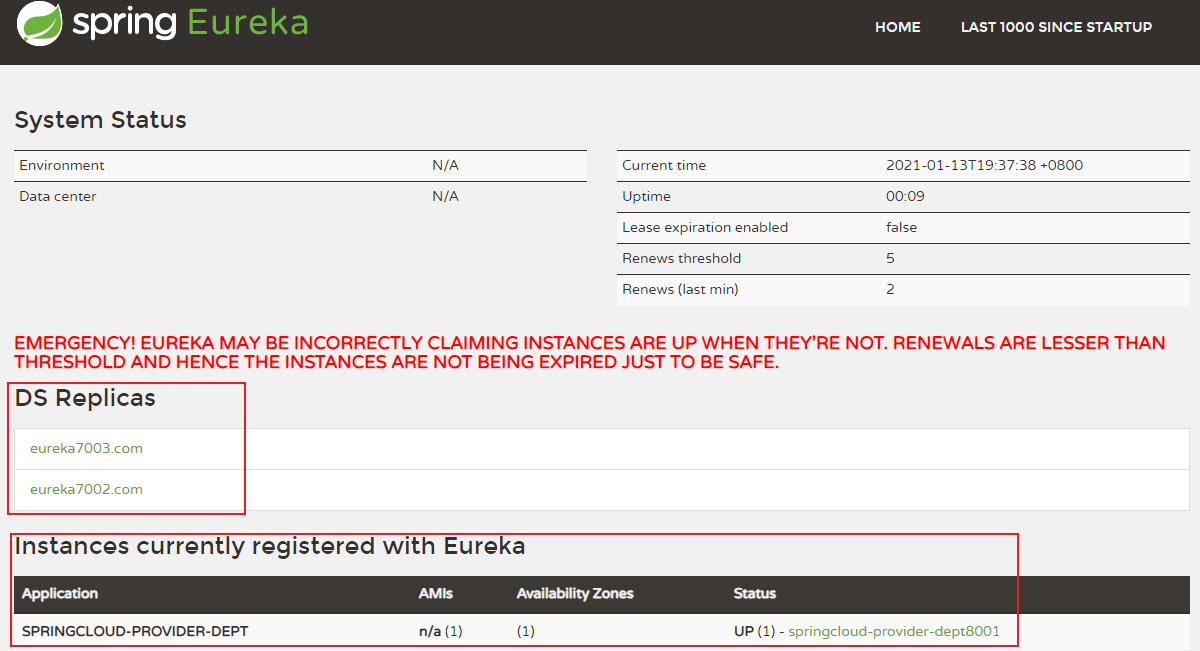 spring Eureka
HOME LAST 1000 SINCE STARTUP
System Status
Environment N/A
Data center N/A
Current time 2021-01-13T19:37:38 +0800
Uptime 00:09
Lease expiration enabled false
Renews threshold 5
Renews (last min) 2
EMERGENCY! EUREKA MAY BE INCORRECTLY CLAIMING INSTANCES ARE UP WHEN THEY'RE NOT. RENEWALS ARE LESSER THAN
THRESHOLD AND HENCE THE INSTANCES ARE NOT BEING EXPIRED JUST TO BE SAFE.
DS Replicas
eureka7003.com
eureka7002.com
Instances currently registered with Eureka
Application AMIs Availability Zones Status
SPRINGCLOUD-PROVIDER-DEPT n/a (1) (1) UP (1) - springcloud-provider-dept8001